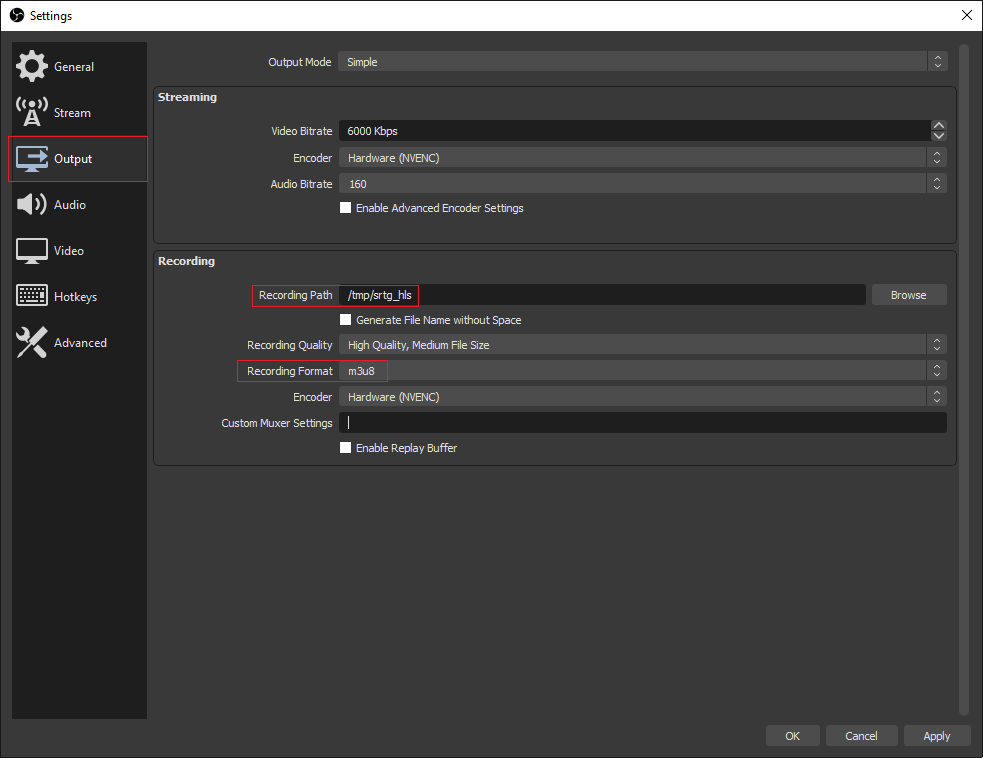 Settings
General
Stream
Output
Audio
Video
Hotkeys
Advanced
Output Mode Simple
Streaming
Video Bitrate 6000 Kbps
Encoder Hardware (NVENC)
Audio Bitrate 160
Enable Advanced Encoder Settings
Recording
Recording Path /tmp/srtg_hls Browse
Generate File Name without Space
Recording Quality High Quality, Medium File Size
Recording Format m3u8
Encoder Hardware (NVENC)
Custom Muxer Settings
Enable Replay Buffer
OK Cancel Apply